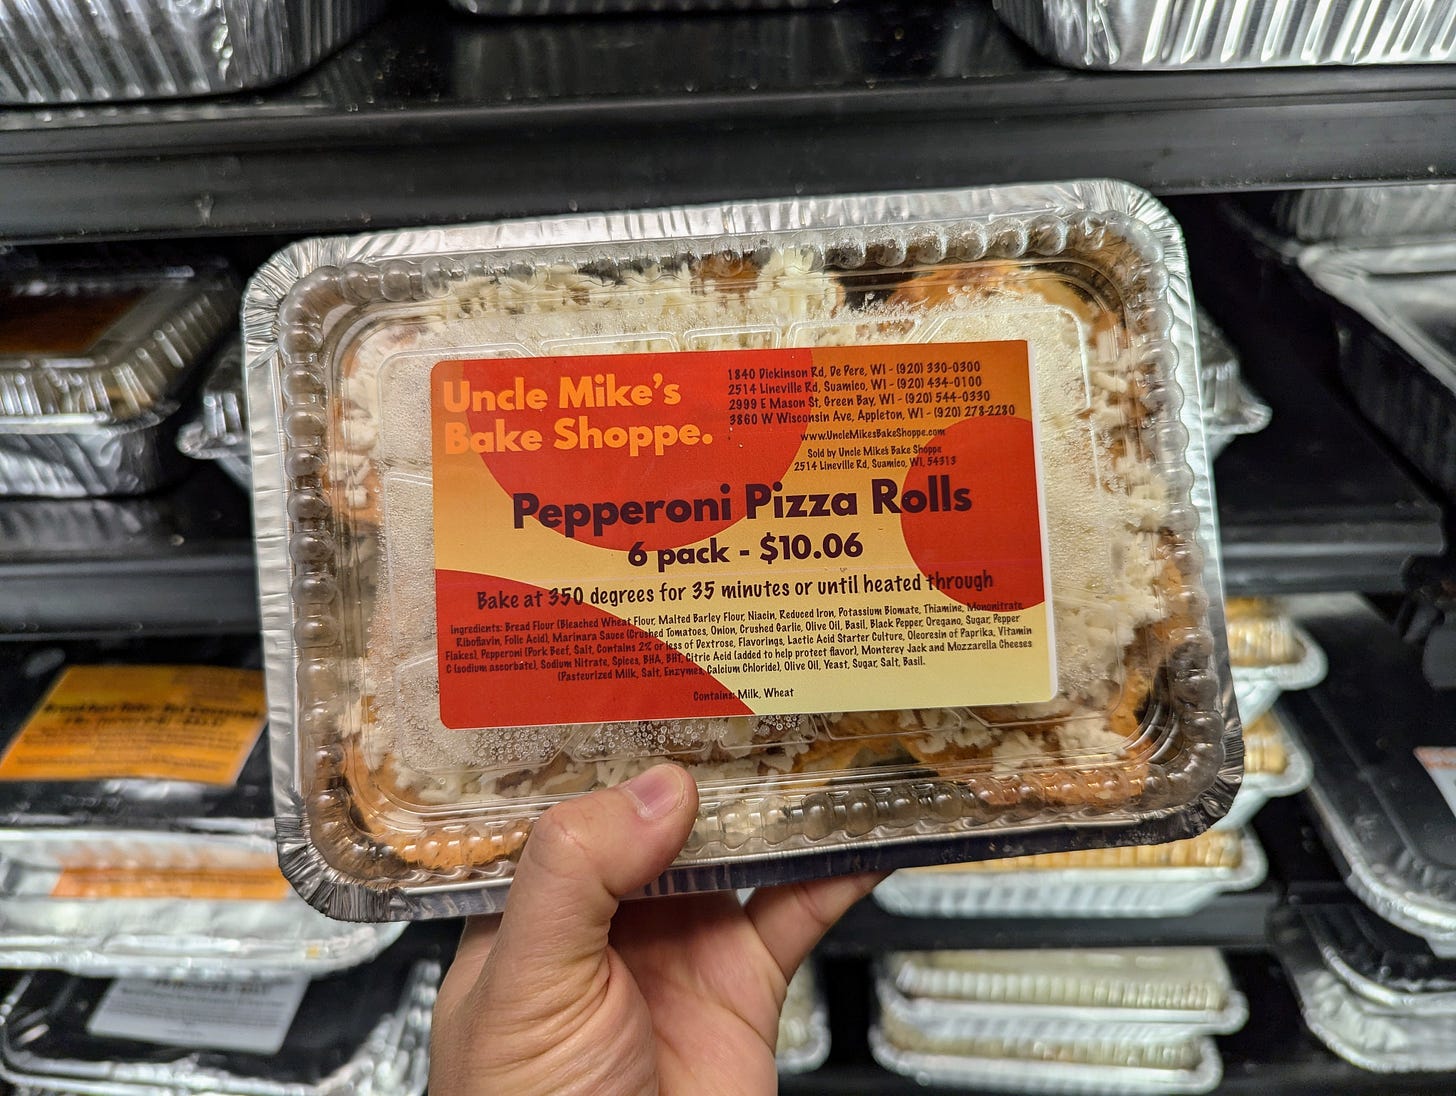 Uncle Mike's
Bake Shoppe.
1840 Dickinson Rd, De Pere, WI - (920) 330-0300
2514 Lineville Rd, Suamico, WI - (920) 434-0100
2999 E Mason St, Green Bay, WI - (920) 544-0330
3860 W Wisconsin Ave, Appleton, WI - (920) 278-2280
www.UncleMikesBakeShoppe.com
Sold by Uncle Mike's Bake Shoppe
2514 Lineville Rd, Suamico, WI, 54313
Pepperoni Pizza Rolls
6 pack - $10.06
Bake at 350 degrees for 35 minutes or until heated through
Ingredients: Bread Flour (Bleached Wheat Flour, Malted Barley Flour, Niacin, Reduced Iron, Potassium Bromate, Thiamine, Mononitrate,
Riboflavin, Folic Acid), Marinara Sauce (Crushed Tomatoes, Onion, Crushed Garlic, Olive Oil, Basil, Black Pepper, Oregano, Sugar, Pepper
Flakes), Pepperoni (Pork Beef, Salt, Contains 2% or less of Dextrose, Flavorings, Lactic Acid Starter Culture, Oleoresin of Paprika, Vitamin
C (sodium ascorbate), Sodium Nitrate, Spices, BHA, BHT, Citric Acid (added to help protect flavor), Monterey Jack and Mozzarella Cheeses
(Pasteurized Milk, Salt, Enzymes, Calcium Chloride), Olive Oil, Yeast, Sugar, Salt, Basil.
Contains: Milk, Wheat